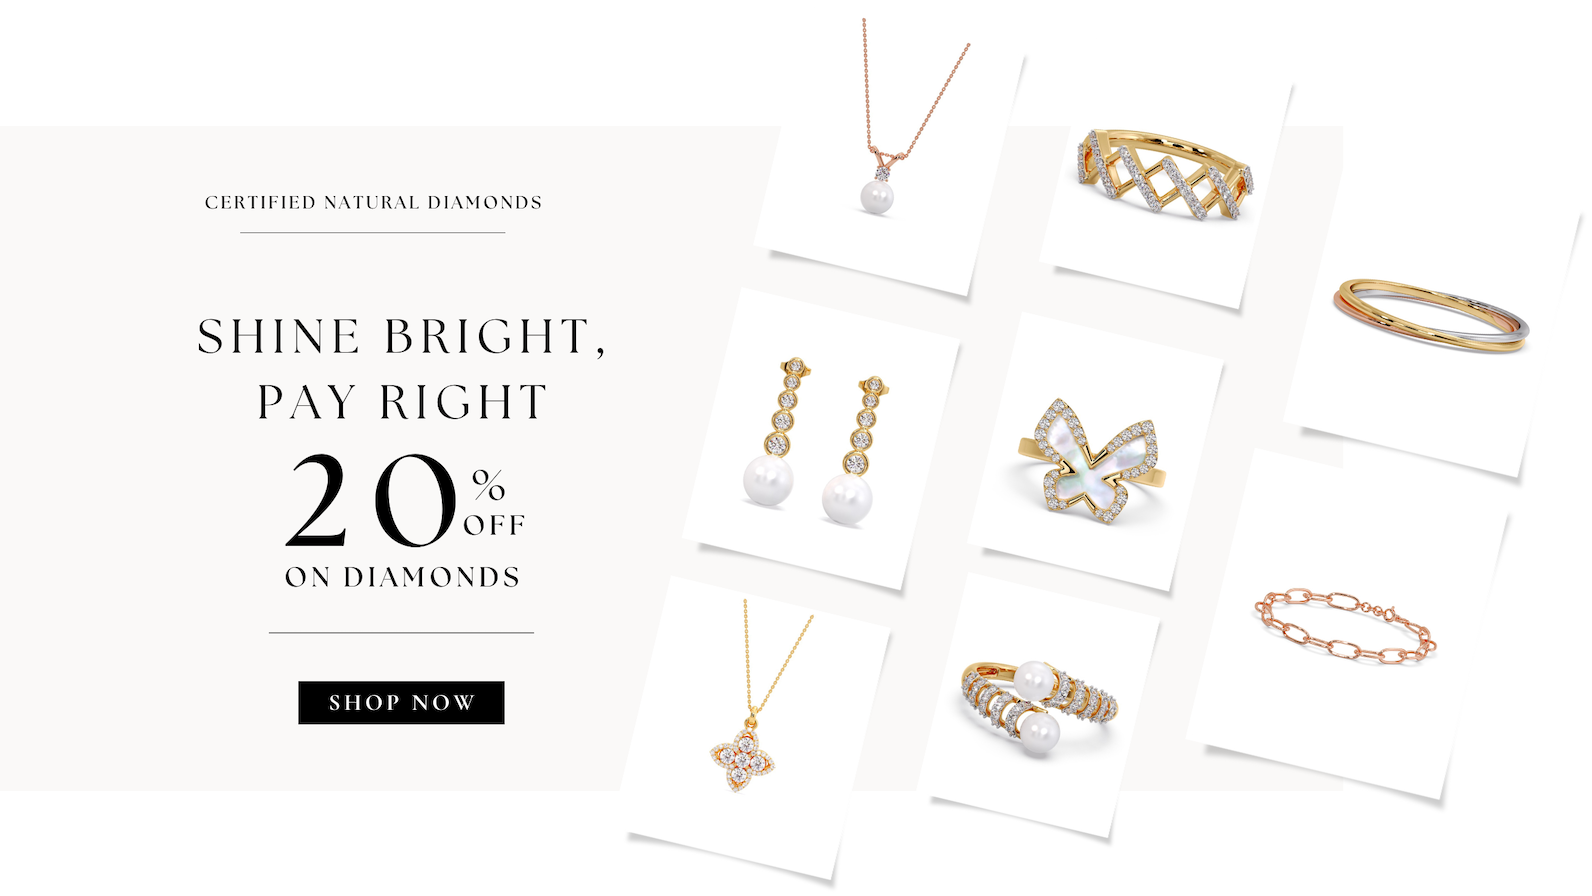 CERTIFIED NATURAL DIAMONDS
SHINE BRIGHT,
PAY RIGHT
20% OFF
ON DIAMONDS
SHOP NOW